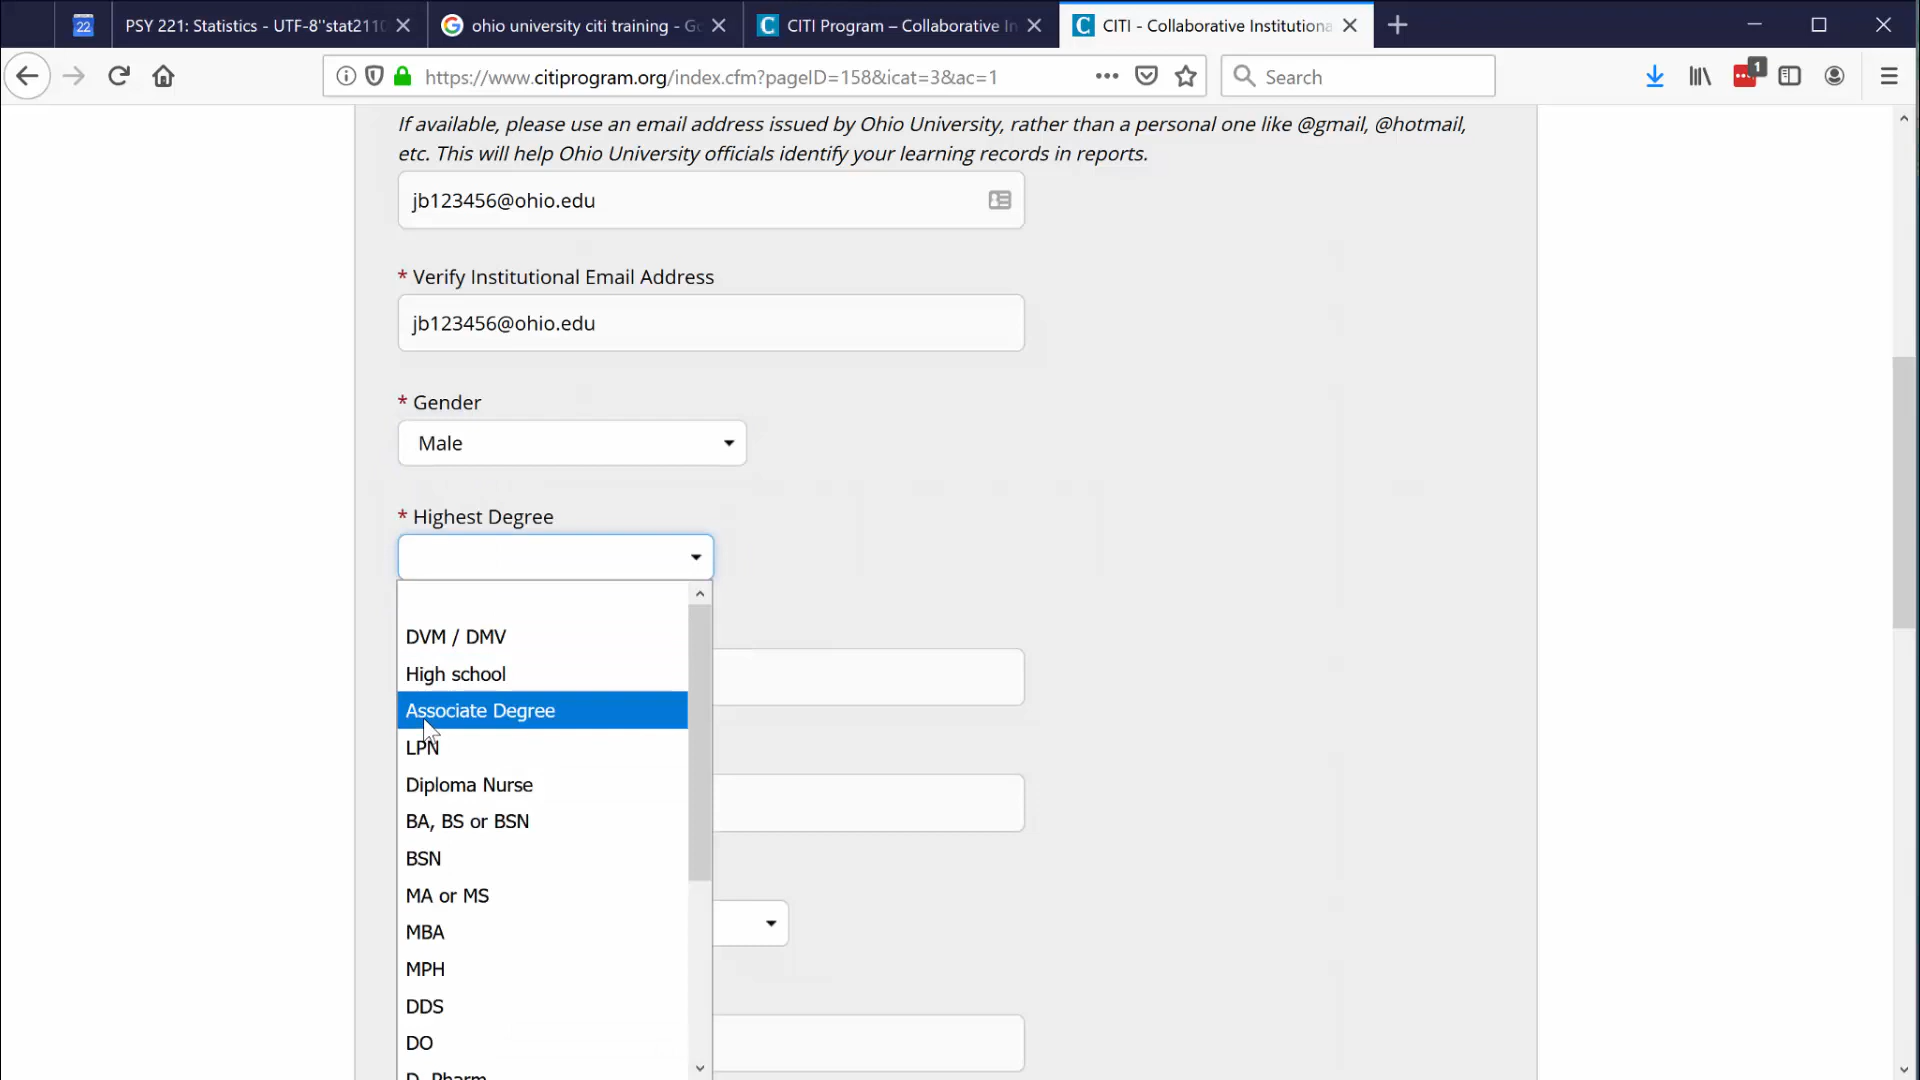 22
PSY 221: Statistics - UTF-8''stat2110
ohio university citi training - Go
CITI Program – Collaborative In
CITI - Collaborative Institutiona
https://www.citiprogram.org/index.cfm?pageID=158&icat=3&ac=1
Search
1
If available, please use an email address issued by Ohio University, rather than a personal one like @gmail, @hotmail,
etc. This will help Ohio University officials identify your learning records in reports.
jb123456@ohio.edu
* Verify Institutional Email Address
jb123456@ohio.edu
* Gender
Male
* Highest Degree
DVM / DMV
High school
Associate Degree
LPN
Diploma Nurse
BA, BS or BSN
BSN
MA or MS
MBA
MPH
DDS
DO
D. Pharm